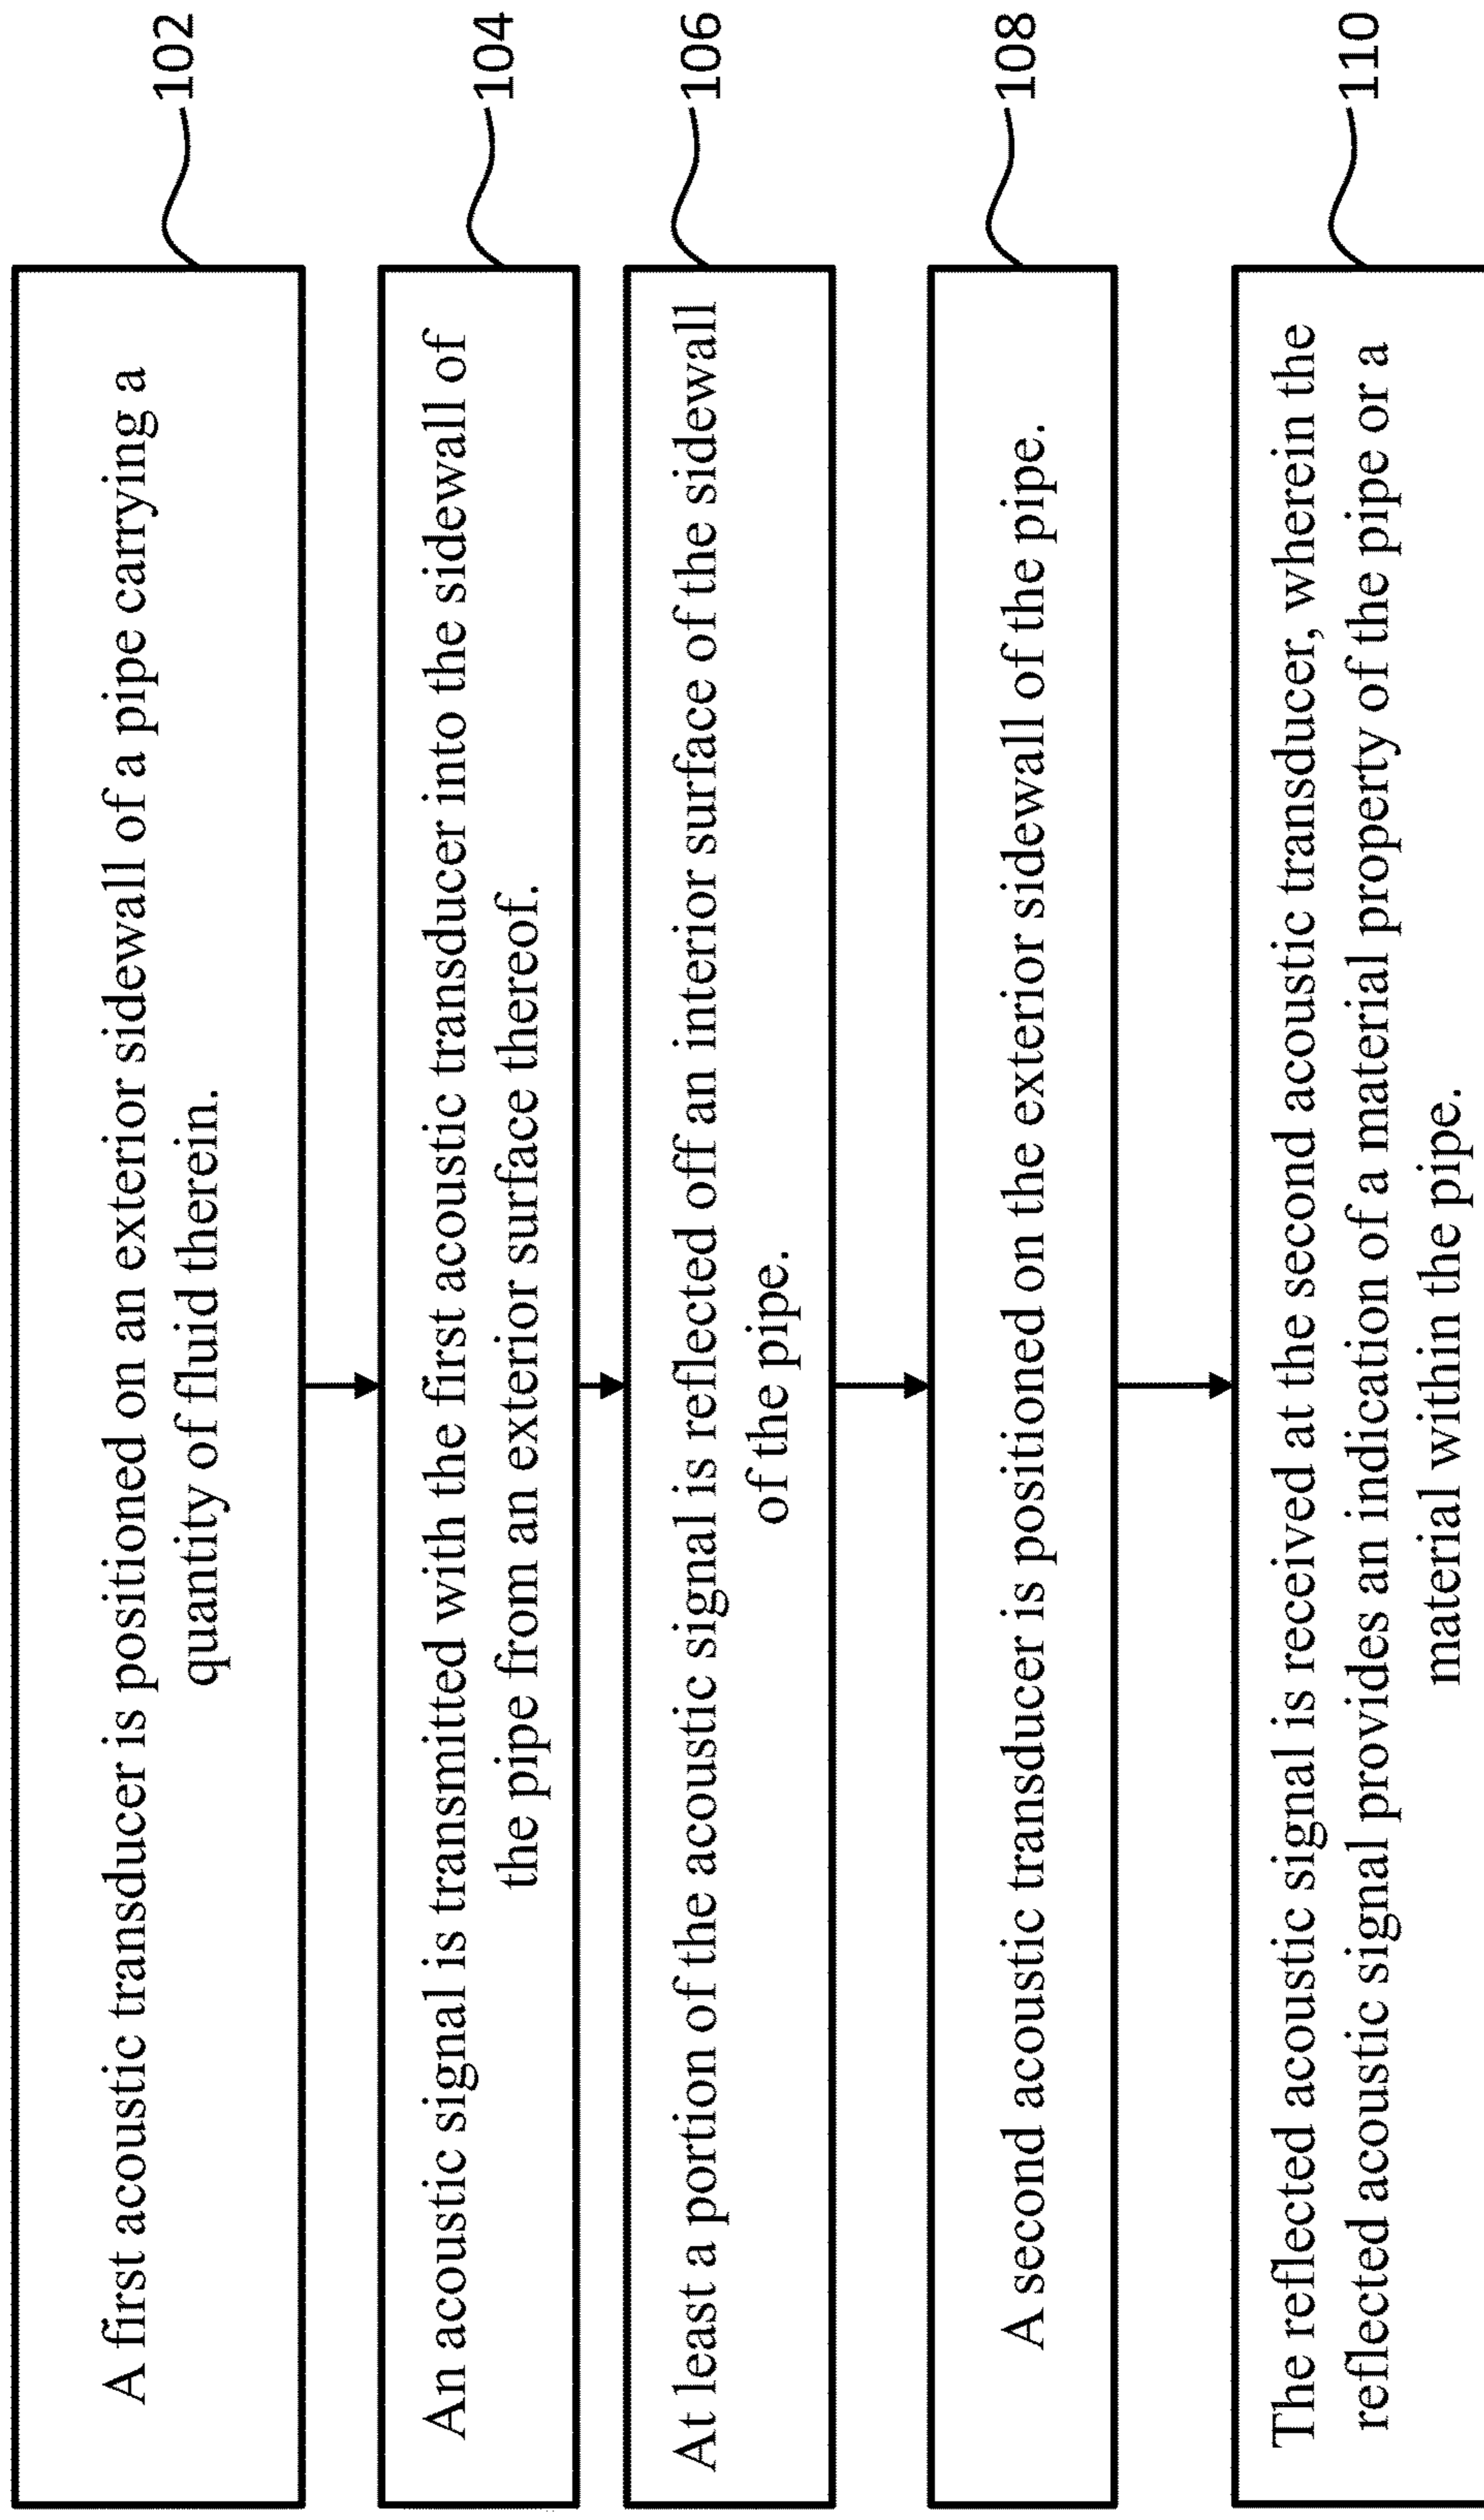 A first acoustic transducer is positioned on an exterior sidewall of a pipe carrying a
quantity of fluid therein.
102
An acoustic signal is transmitted with the first acoustic transducer into the sidewall of
the pipe from an exterior surface thereof.
104
At least a portion of the acoustic signal is reflected off an interior surface of the sidewall
of the pipe.
106
A second acoustic transducer is positioned on the exterior sidewall of the pipe.
108
The reflected acoustic signal is received at the second acoustic transducer, wherein the
reflected acoustic signal provides an indication of a material property of the pipe or a
material within the pipe.
110